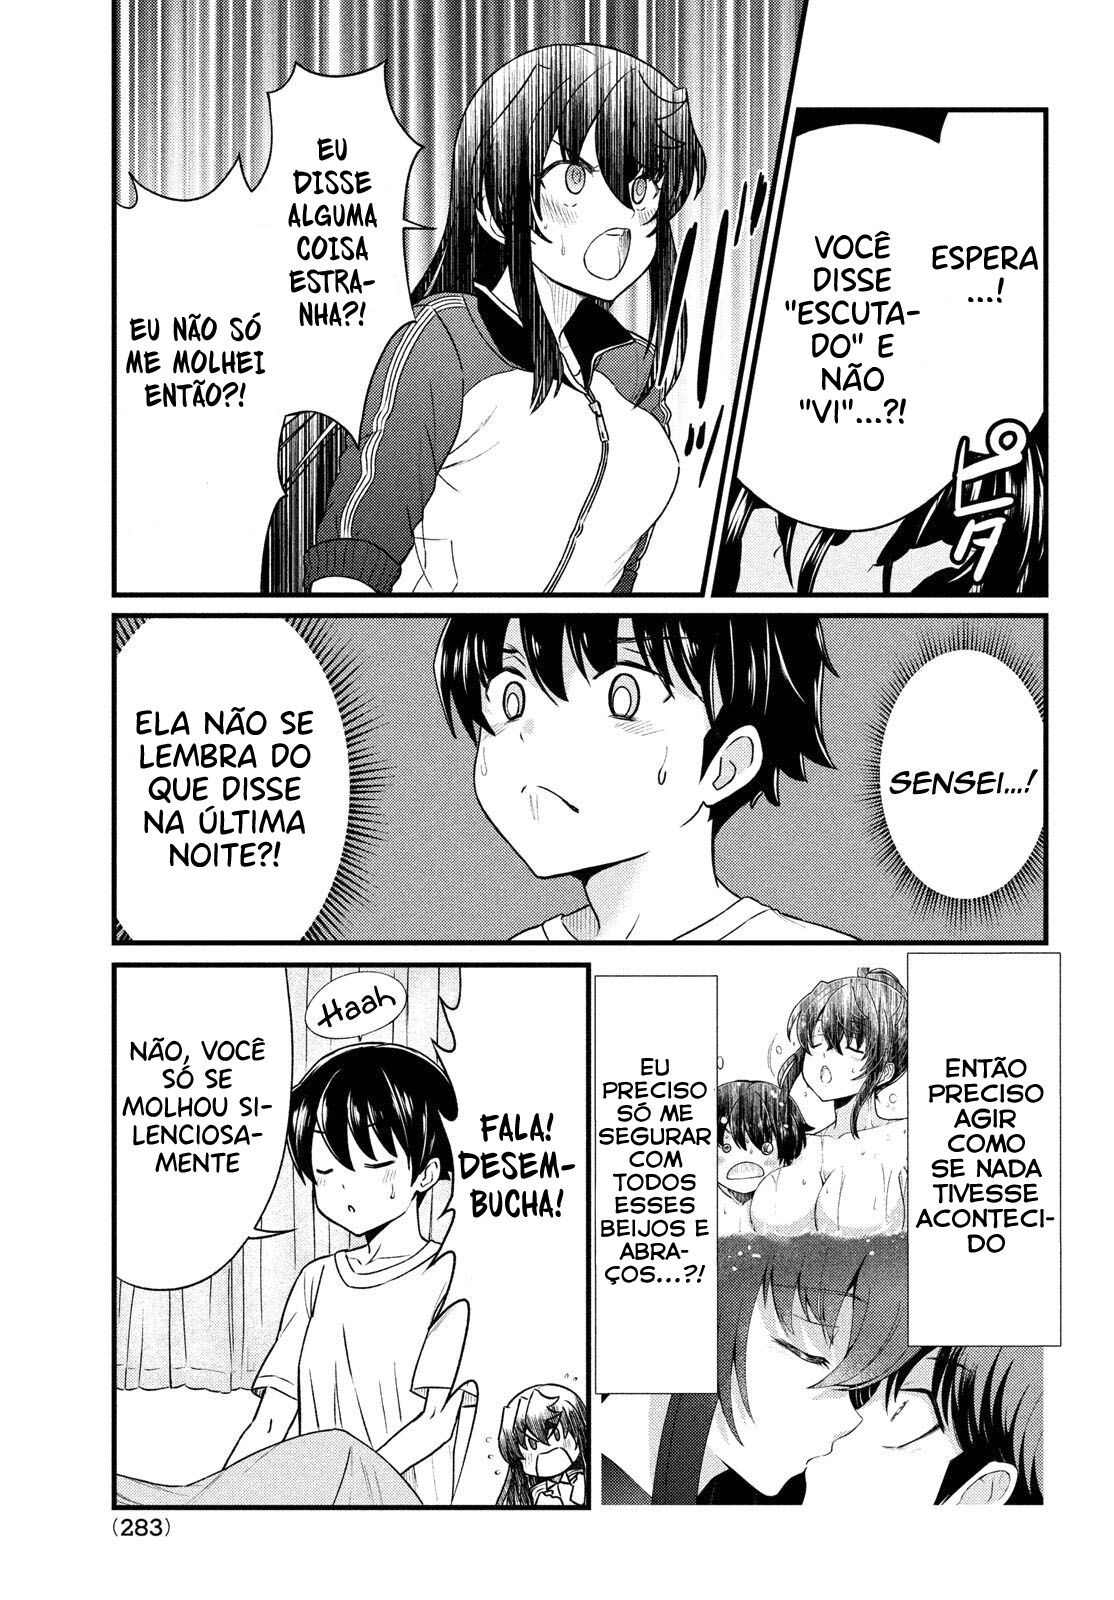 ESPERA
...!
VOCÊ
DISSE
"ESCUTA-
DO" E
NÃO
"VI"...?!
ピタ
EU
DISSE
ALGUMA
COISA
ESTRA-
NHA?!
EU NÃO SÓ
ME MOLHEI
ENTÃO?!
SENSEI...!
ELA NÃO SE
LEMBRA DO
QUE DISSE
NA ÚLTIMA
NOITE?!
ENTÃO
PRECISO
AGIR
COMO
SE NADA
TIVESSE
ACONTECI-
DO
EU
PRECISO
SÓ ME
SEGURAR
COM
TODOS
ESSES
BEIJOS E
ABRA-
ÇOS...?!
FALA!
DESEM-
BUCHA!
Haah
NÃO, VOCÊ
SÓ SE
MOLHOU SI-
LENCIOSA-
MENTE
(283)